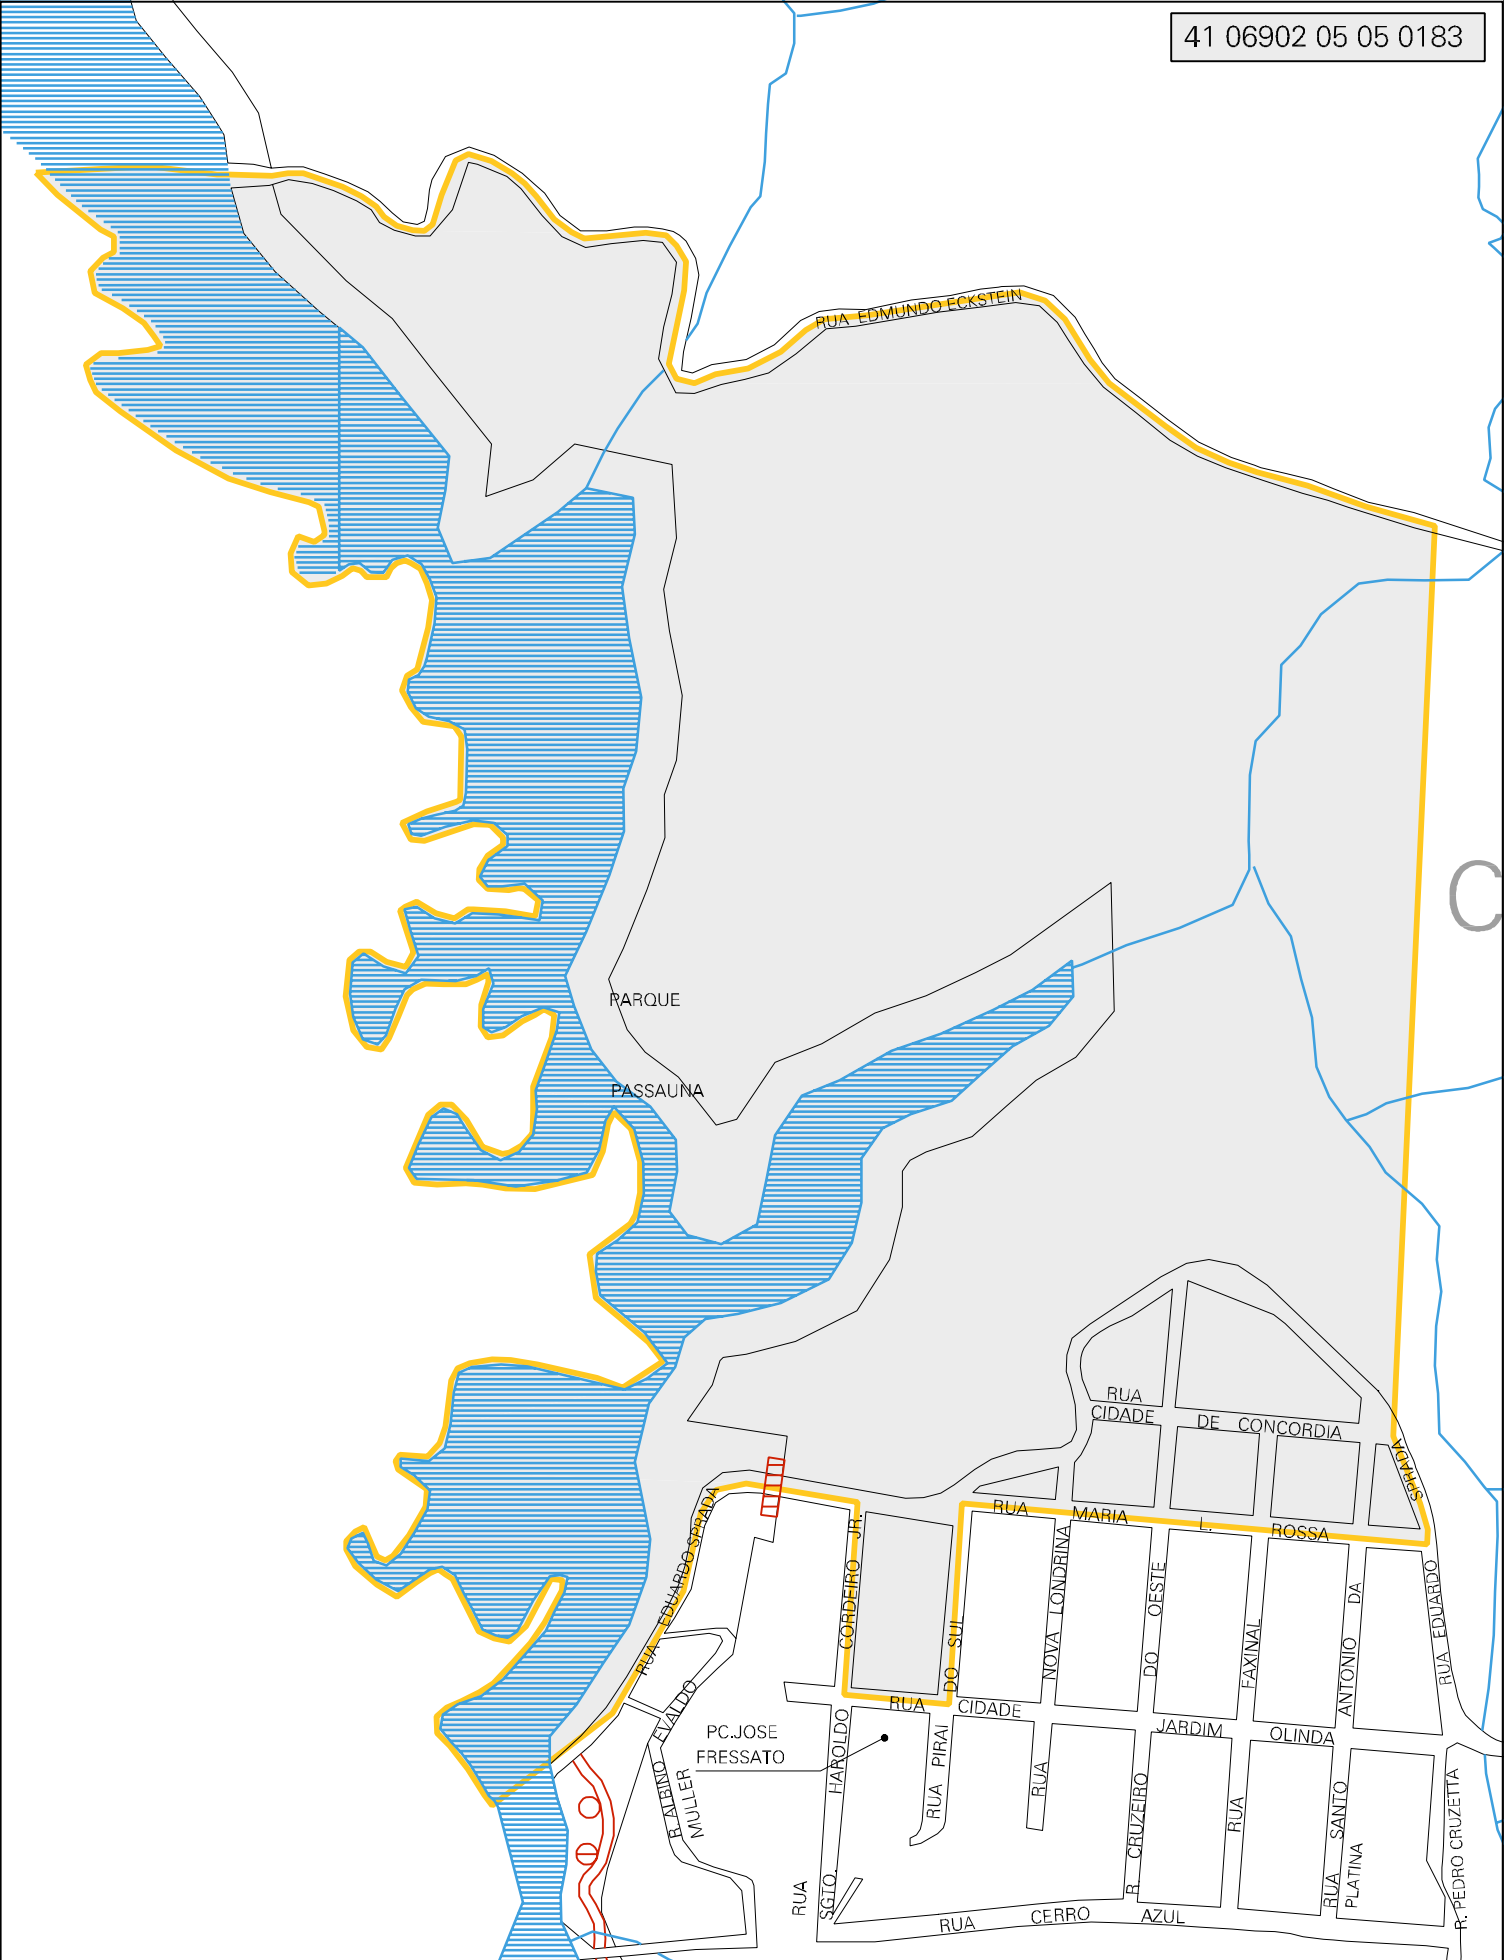 41 06902 05 05 0183
RUA EDMUNDO ECKSTEIN
C
PARQUE
PASSAUNA
RUA
CIDADE DE CONCORDIA
SPRADA
RUA MARIA L. ROSSA
RUA EDUARDO SPRADA
CORDEIRO JR.
DO SUL
NOVA LONDRINA
DO OESTE
FAXINAL
ANTONIO DA
RUA EDUARDO
RUA CIDADE JARDIM OLINDA
R. ALBINO EVALDO
MULLER
PC.JOSE
FRESSATO
HAROLDO
RUA PIRAI
RUA
R. CRUZEIRO
RUA
RUA SANTO
PLATINA
R. PEDRO CRUZETTA
RUA
SGTO.
RUA CERRO AZUL